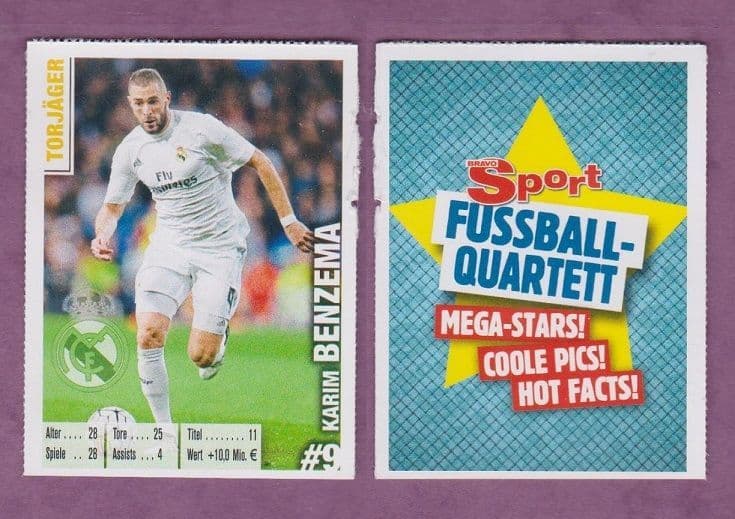 TORJÄGER
Fly
Emirates
KARIM BENZEMA
#9
Alter .... 28
Spiele ... 28
Tore .... 25
Assists ... 4
Titel ........ 11
Wert +10,0 Mio. €
BRAVO
Sport
FUSSBALL-
QUARTETT
MEGA-STARS!
COOLE PICS!
HOT FACTS!